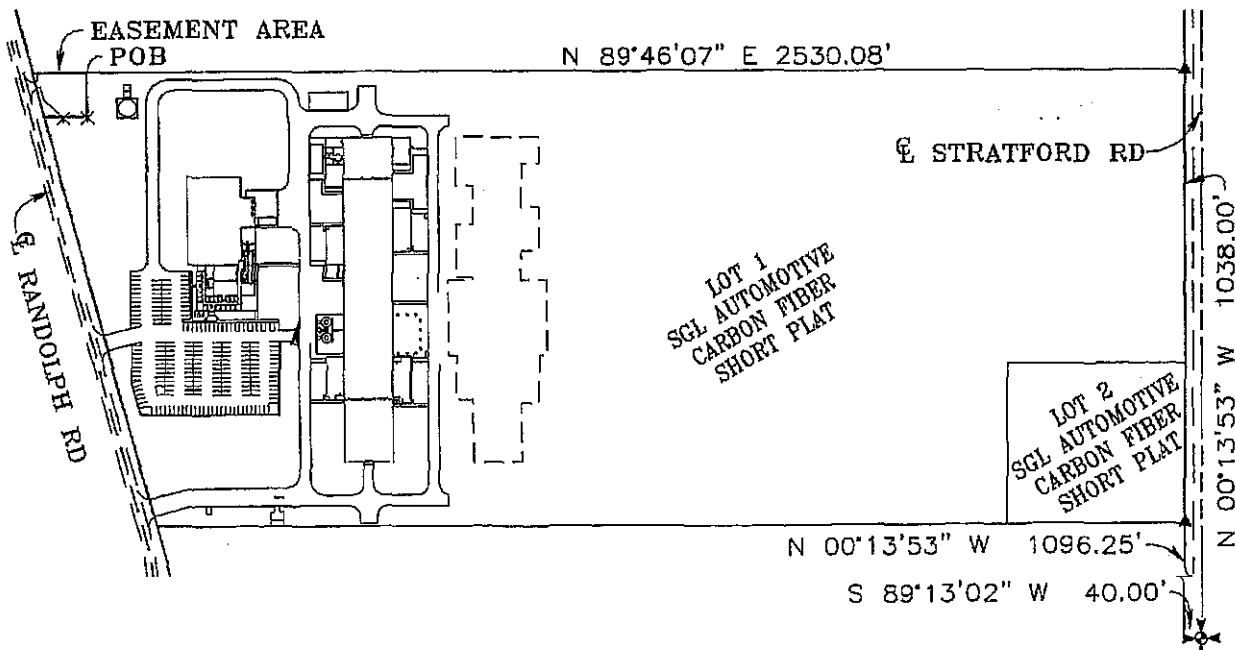 EASEMENT AREA
POB
N 89°46'07" E 2530.08'
℄ STRATFORD RD
℄ RANDOLPH RD
LOT 1
SGL AUTOMOTIVE
CARBON FIBER
SHORT PLAT
LOT 2
SGL AUTOMOTIVE
CARBON FIBER
SHORT PLAT
N 00°13'53" W 1038.00'
N 00°13'53" W 1096.25'
S 89°13'02" W 40.00'